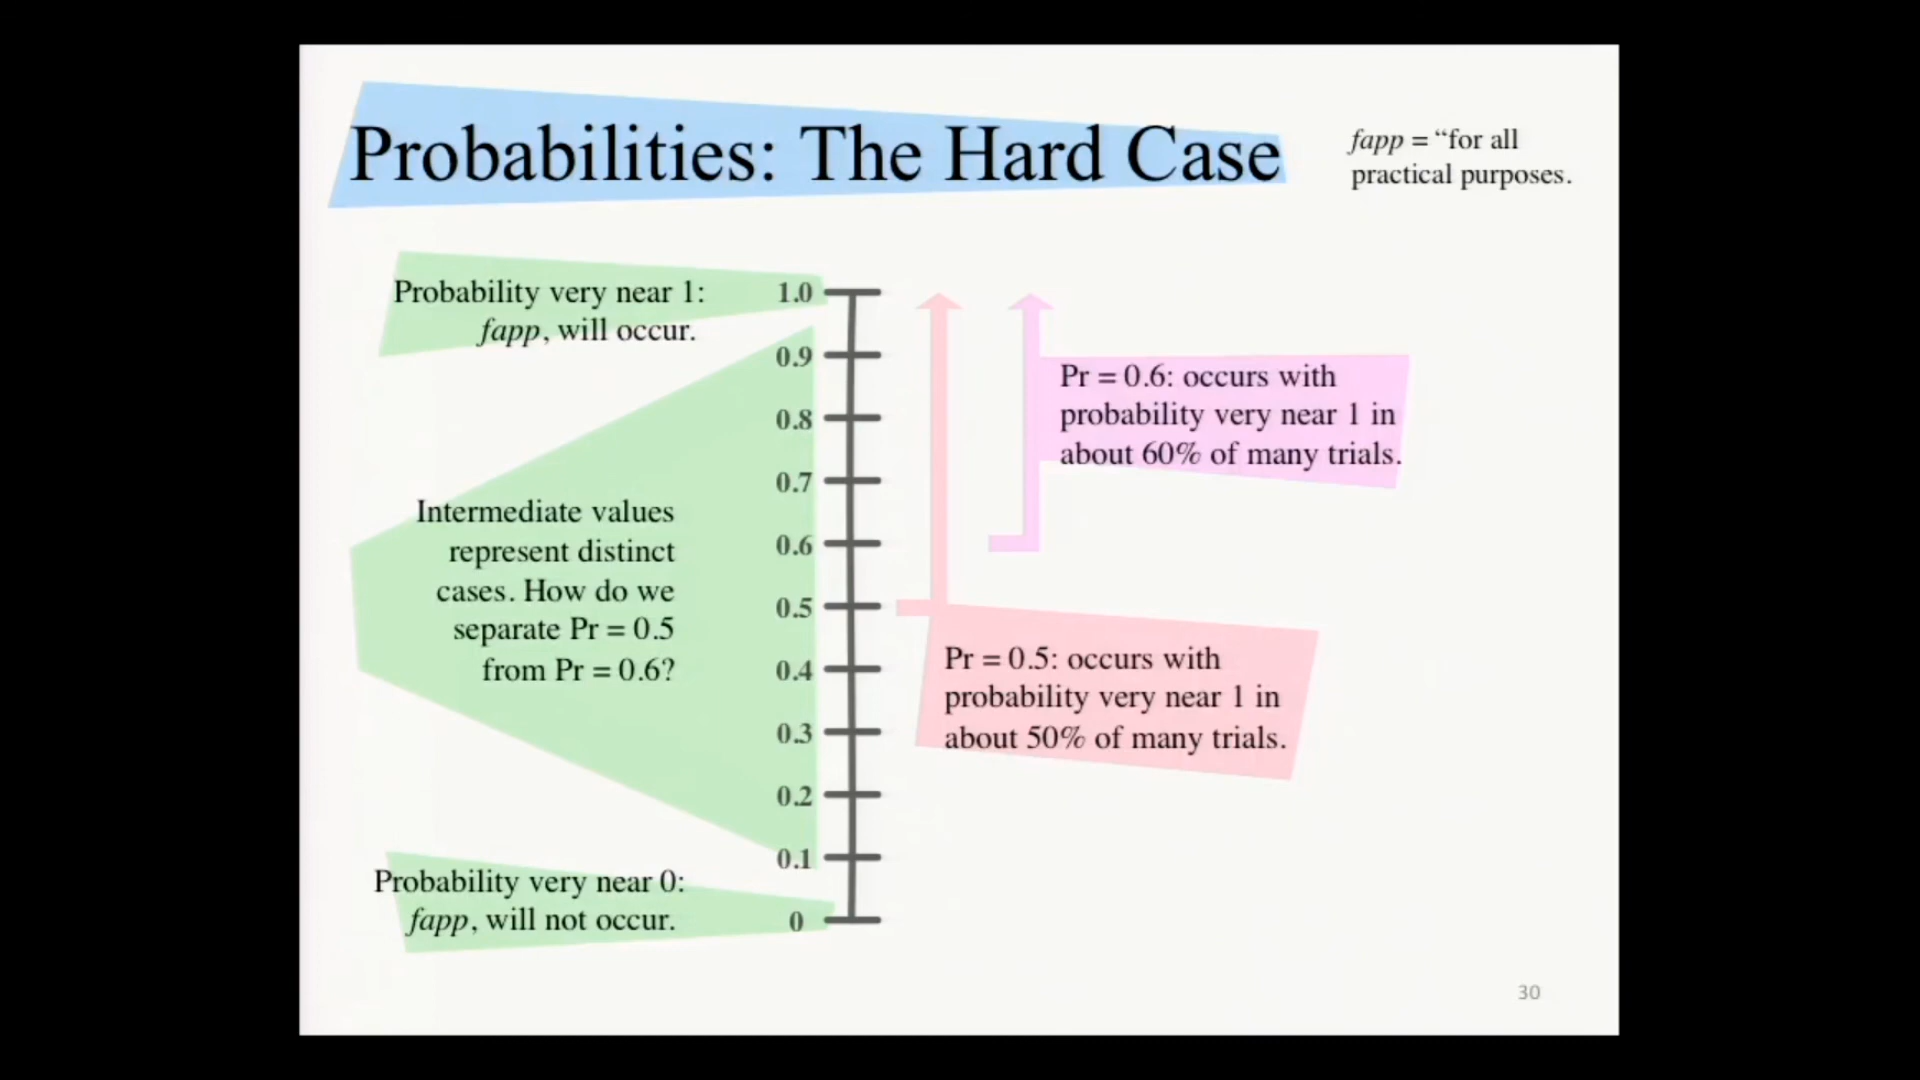 Probabilities: The Hard Case
fapp = “for all
practical purposes.
Probability very near 1:
fapp, will occur.
Intermediate values
represent distinct
cases. How do we
separate Pr = 0.5
from Pr = 0.6?
Probability very near 0:
fapp, will not occur.
1.0
0.9
0.8
0.7
0.6
0.5
0.4
0.3
0.2
0.1
0
Pr = 0.6: occurs with
probability very near 1 in
about 60% of many trials.
Pr = 0.5: occurs with
probability very near 1 in
about 50% of many trials.
30